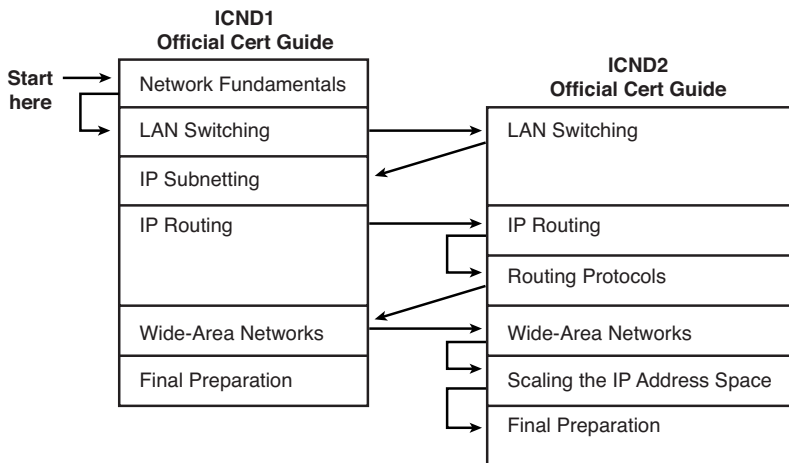 ICND1
Official Cert Guide
Start
here
Network Fundamentals
LAN Switching
IP Subnetting
IP Routing
Wide-Area Networks
Final Preparation
ICND2
Official Cert Guide
LAN Switching
IP Routing
Routing Protocols
Wide-Area Networks
Scaling the IP Address Space
Final Preparation